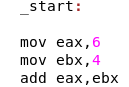 _start:
mov eax,6
mov ebx,4
add eax,ebx